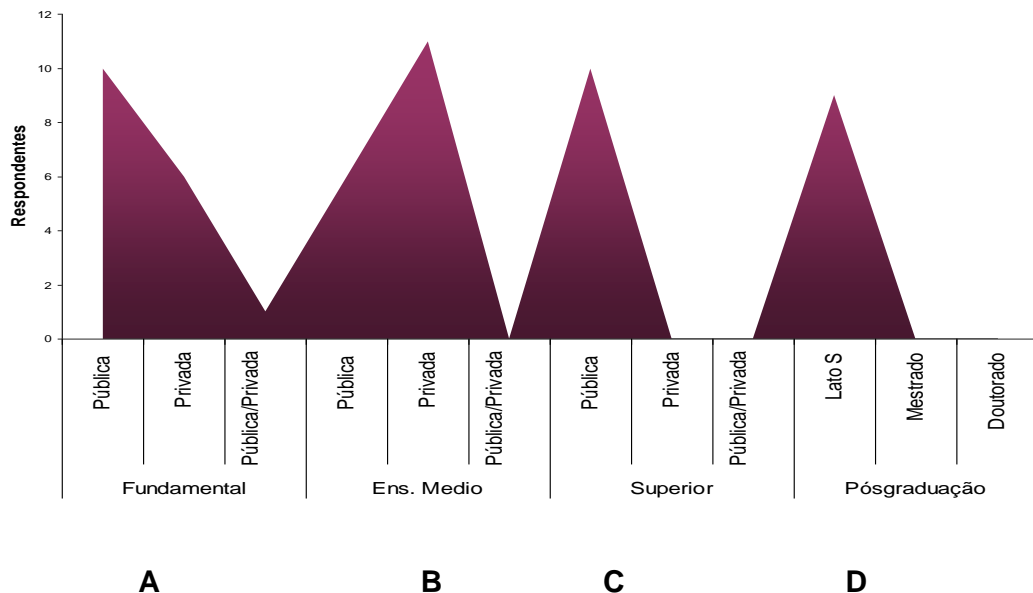 12
10
8
6
4
2
0
Respondentes
Pública
Privada
Pública/Privada
Pública
Privada
Pública/Privada
Pública
Privada
Pública/Privada
Lato S
Mestrado
Doutorado
Fundamental
Ens. Medio
Superior
Pósgraduação
A B C D